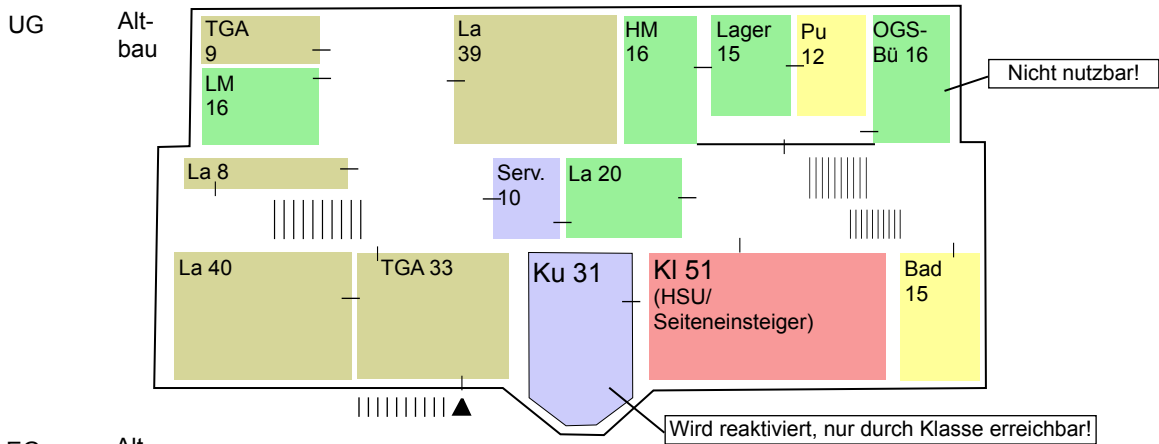 UG
Alt-
bau
TGA
9
LM
16
La
39
HM
16
Lager
15
Pu
12
OGS-
Bü 16
Nicht nutzbar!
La 8
Serv.
10
La 20
La 40
TGA 33
Ku 31
Kl 51
(HSU/
Seiteneinsteiger)
Bad
15
Wird reaktiviert, nur durch Klasse erreichbar!